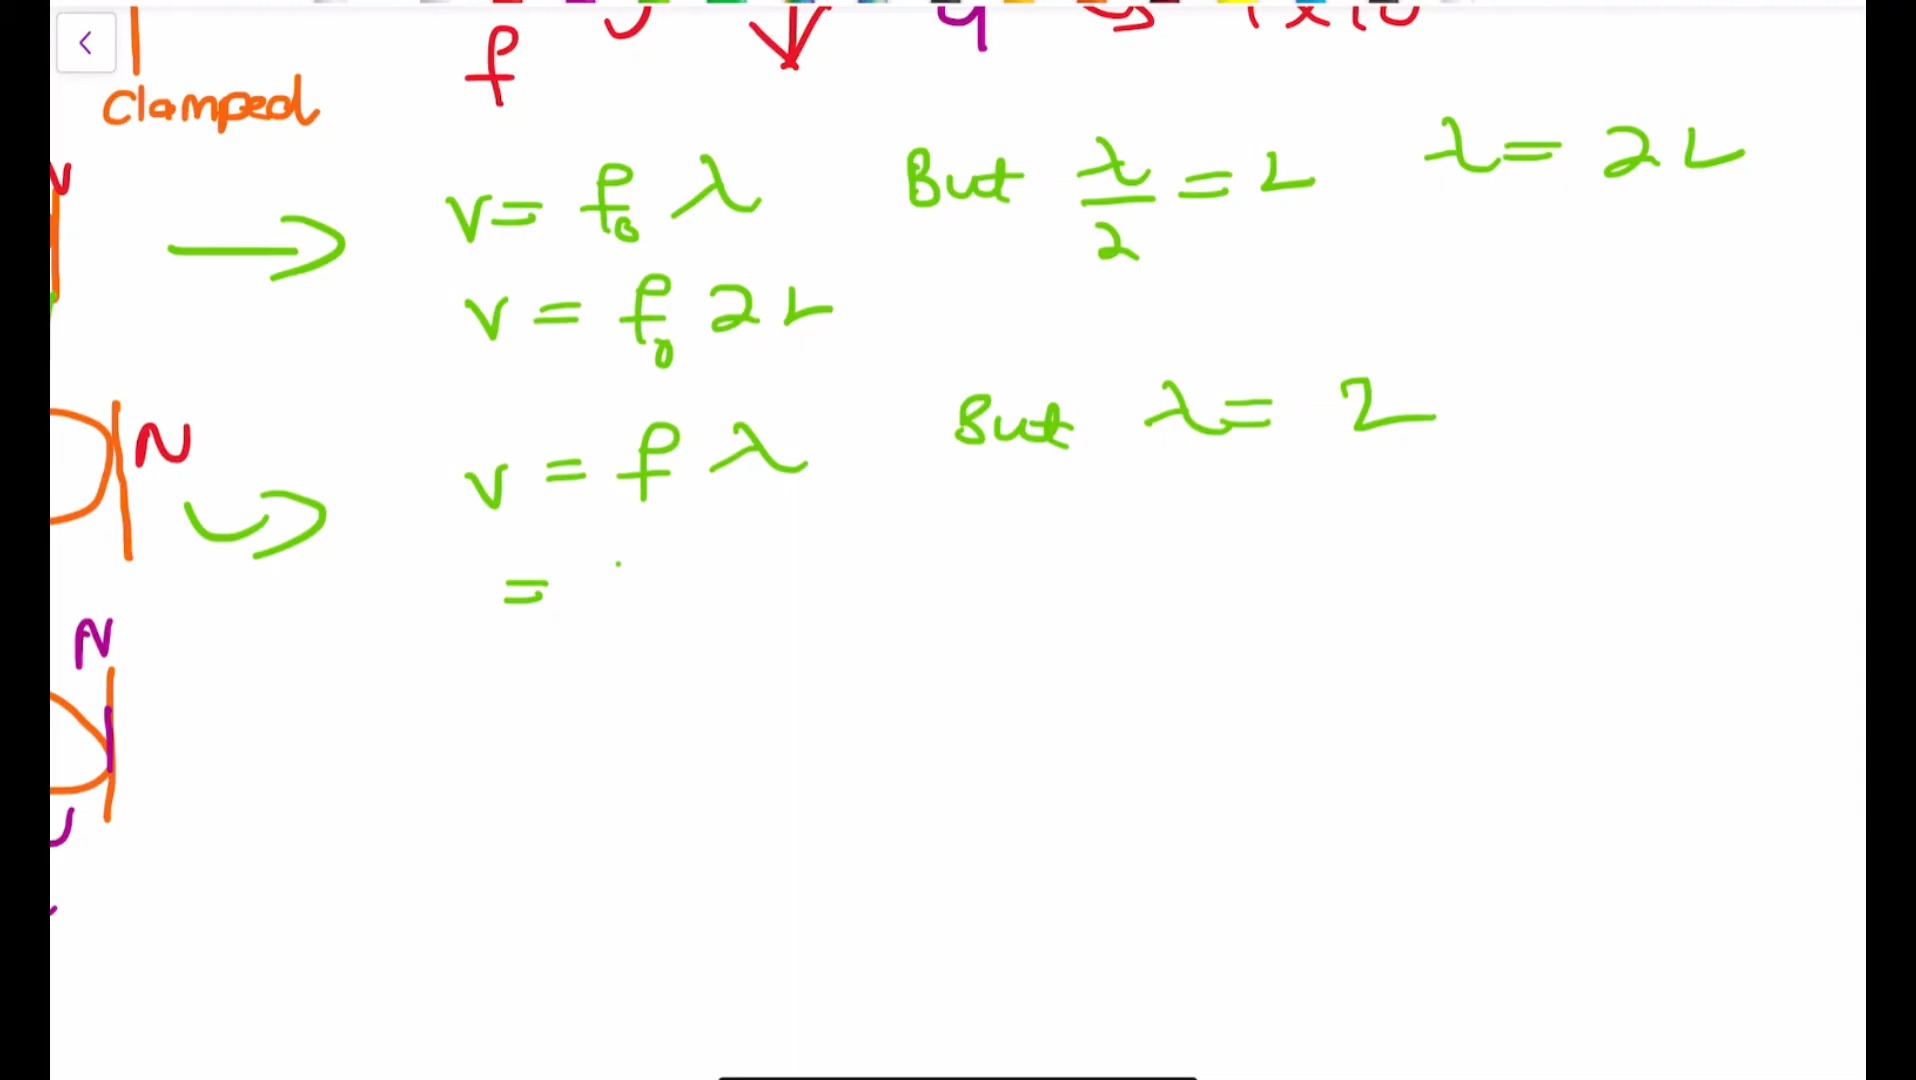 f
Clamped
N
v = f₀ λ But λ/2 = L λ = 2L
v = f₀ 2L
N
v = f λ But λ = L
=
N